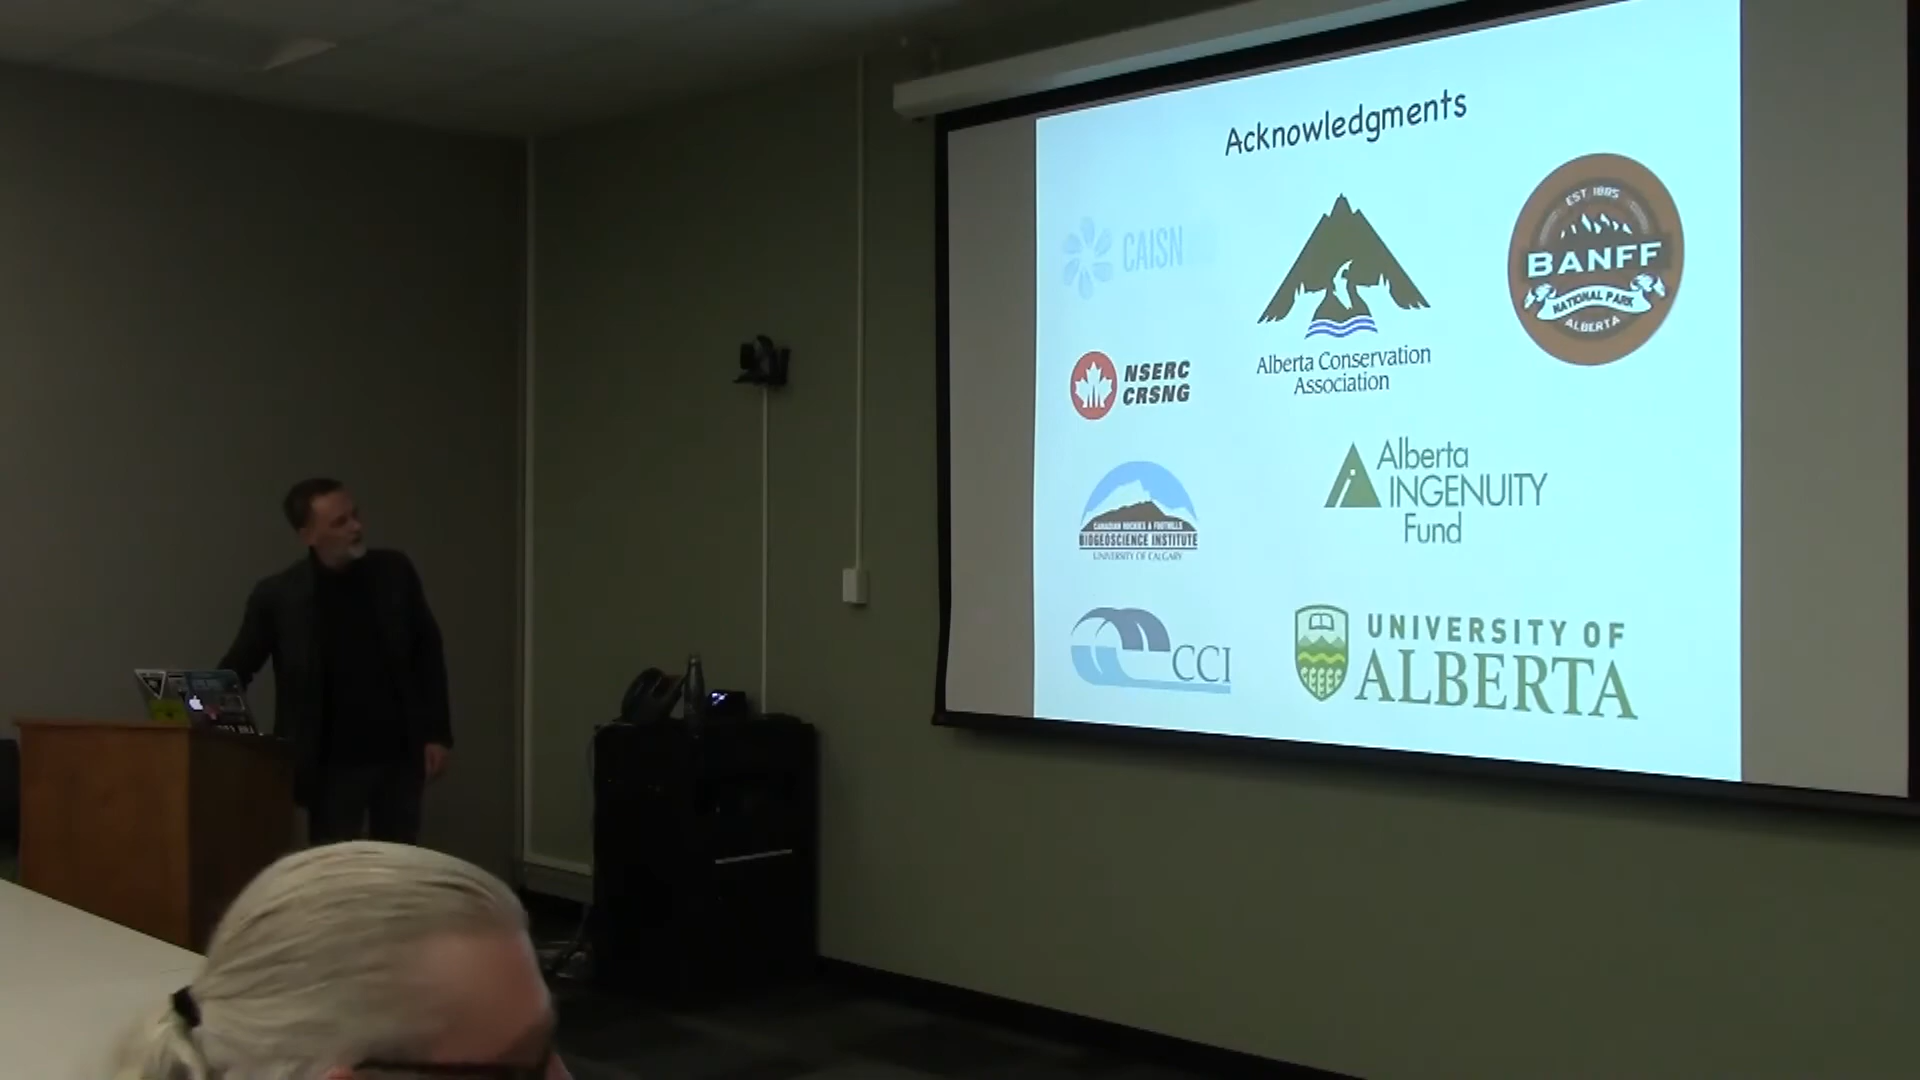 Acknowledgments
CAISN
Alberta Conservation
Association
EST 1885
BANFF
NATIONAL PARK
ALBERTA
NSERC
CRSNG
Alberta
INGENUITY
Fund
CANADIAN ROCKIES & FOOTHILLS
BIOGEOSCIENCE INSTITUTE
UNIVERSITY OF CALGARY
CCI
UNIVERSITY OF
ALBERTA